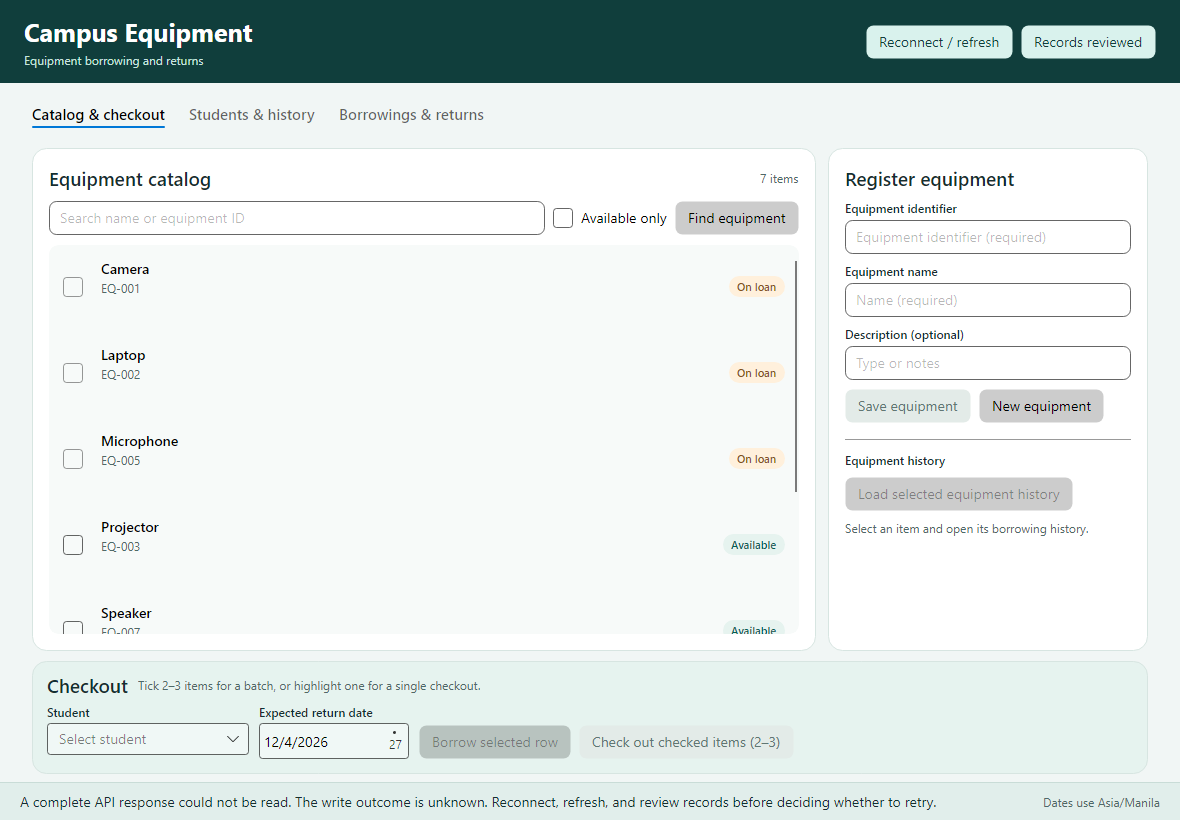 Campus Equipment
Equipment borrowing and returns
Reconnect / refresh
Records reviewed
Catalog & checkout
Students & history
Borrowings & returns
Equipment catalog
7 items
Search name or equipment ID
Available only
Find equipment
Camera
EQ-001
On loan
Laptop
EQ-002
On loan
Microphone
EQ-005
On loan
Projector
EQ-003
Available
Speaker
EQ-007
Available
Register equipment
Equipment identifier
Equipment identifier (required)
Equipment name
Name (required)
Description (optional)
Type or notes
Save equipment
New equipment
Equipment history
Load selected equipment history
Select an item and open its borrowing history.
Checkout
Tick 2–3 items for a batch, or highlight one for a single checkout.
Student
Select student
Expected return date
12/4/2026
27
Borrow selected row
Check out checked items (2–3)
A complete API response could not be read. The write outcome is unknown. Reconnect, refresh, and review records before deciding whether to retry.
Dates use Asia/Manila